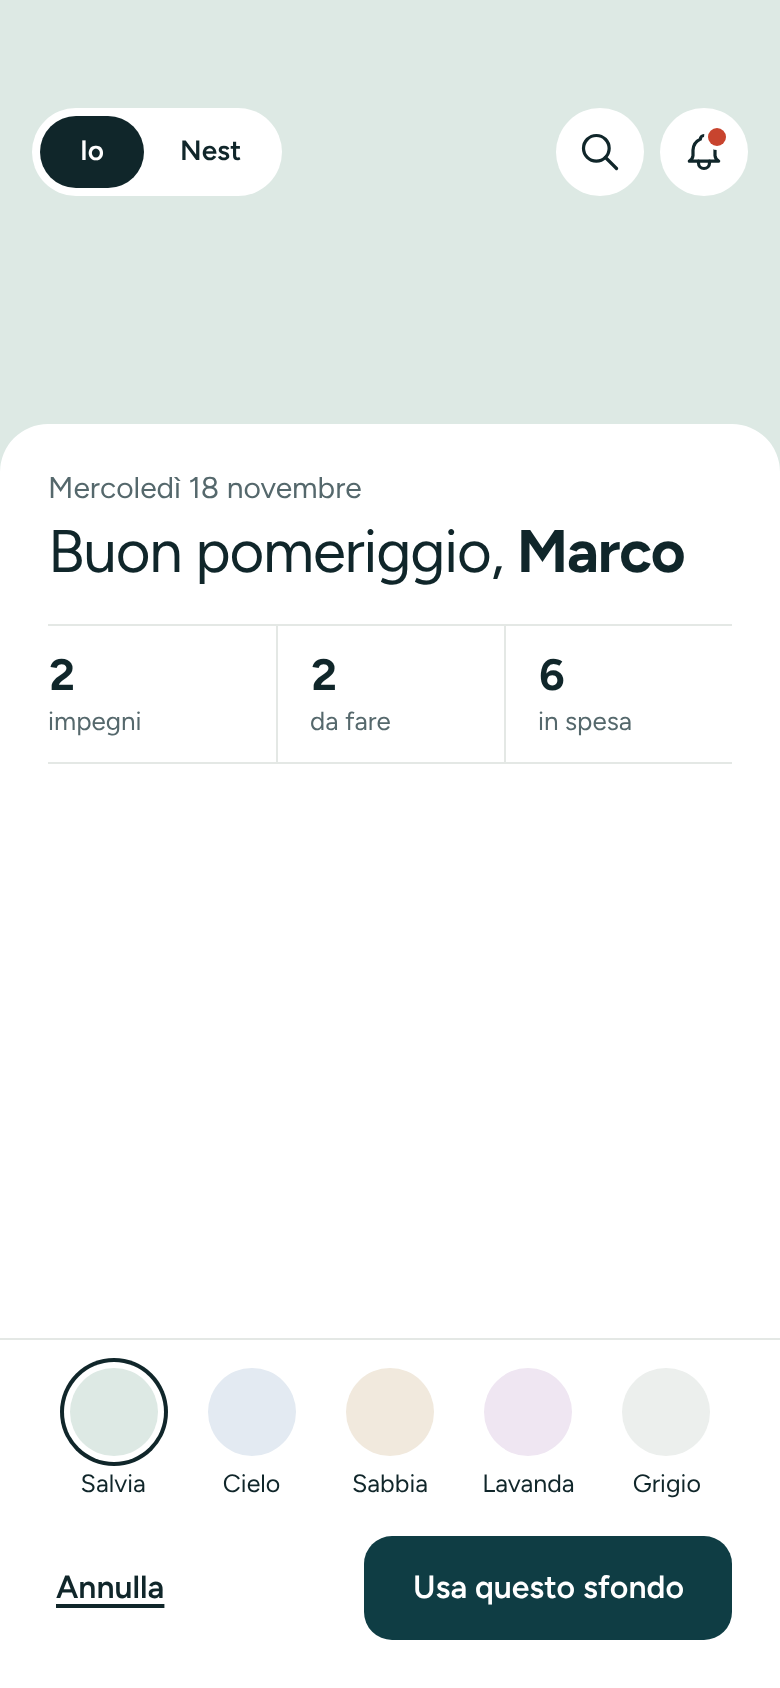 Io Nest
Mercoledì 18 novembre
Buon pomeriggio, Marco
2 2 6
impegni da fare in spesa
Salvia Cielo Sabbia Lavanda Grigio
Annulla Usa questo sfondo